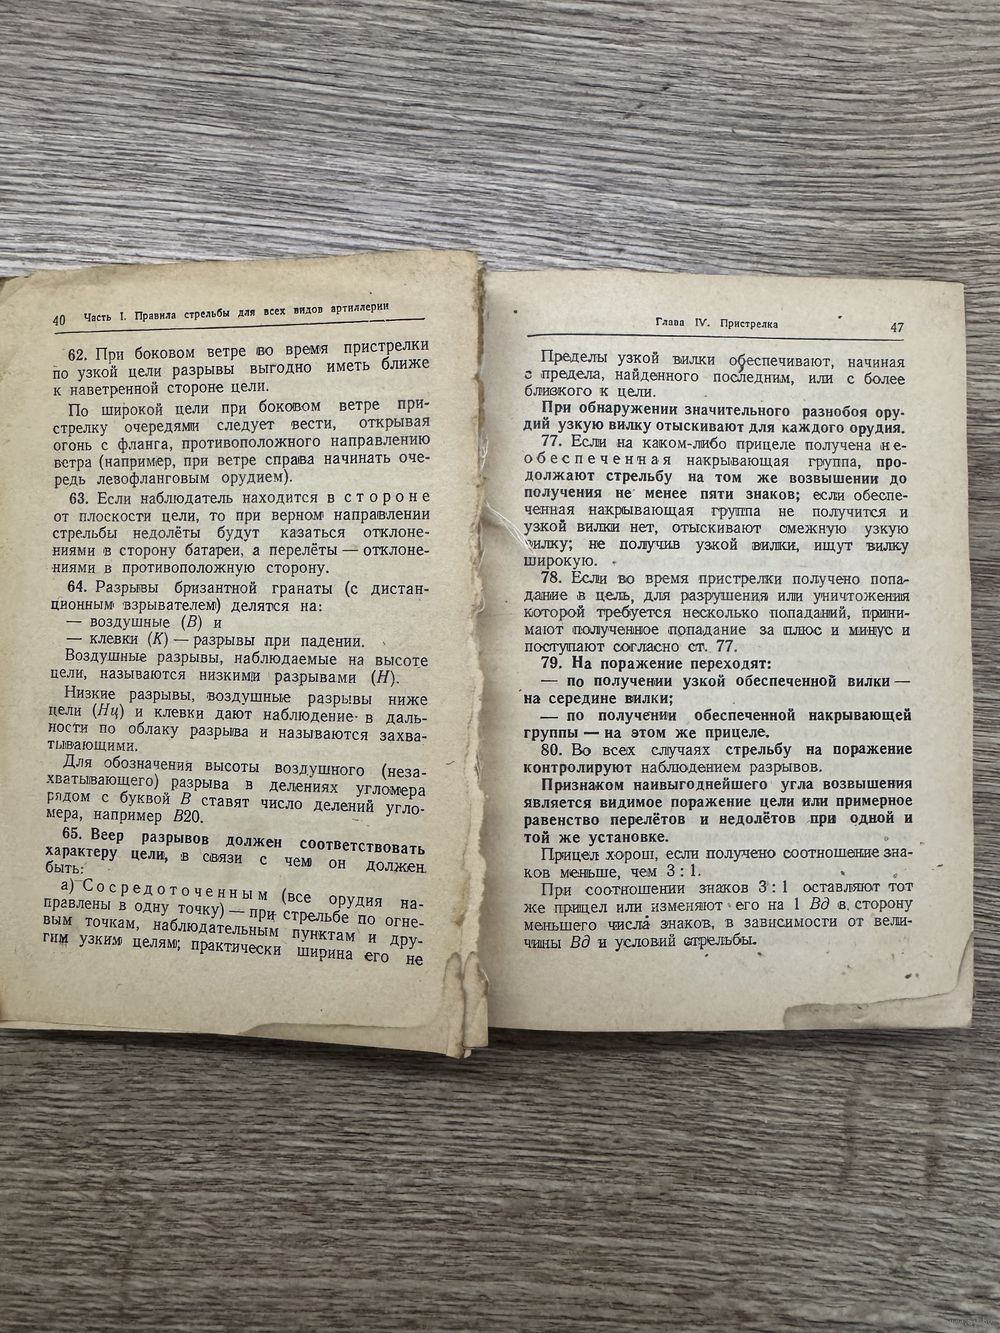 40 Часть I. Правила стрельбы для всех видов артиллерии
62. При боковом ветре во время пристрелки
по узкой цели разрывы выгодно иметь ближе
к наветренной стороне цели.
По широкой цели при боковом ветре при-
стрелку очередями следует вести, открывая
огонь с фланга, противоположного направлению
ветра (например, при ветре справа начинать оче-
редь левофланговым орудием).
63. Если наблюдатель находится в стороне
от плоскости цели, то при верном направлении
стрельбы недолёты будут казаться отклоне-
ниями в сторону батареи, а перелёты — отклоне-
ниями в противоположную сторону.
64. Разрывы бризантной гранаты (с дистан-
ционным взрывателем) делятся на:
— воздушные (В) и
— клевки (К) — разрывы при падении.
Воздушные разрывы, наблюдаемые на высоте
цели, называются низкими разрывами (Н).
Низкие разрывы, воздушные разрывы ниже
цели (Нц) и клевки дают наблюдение в даль-
ности по облаку разрыва и называются захва-
тывающими.
Для обозначения высоты воздушного (неза-
хватывающего) разрыва в делениях угломера
рядом с буквой В ставят число делений угло-
мера, например В20.
65. Веер разрывов должен соответствовать
характеру цели, в связи с чем он должен
быть:
а) Сосредоточенным (все орудия на-
правлены в одну точку) — при стрельбе по огне-
вым точкам, наблюдательным пунктам и дру-
гим узким целям; практически ширина его не
Глава IV. Пристрелка 47
Пределы узкой вилки обеспечивают, начиная
с предела, найденного последним, или с более
близкого к цели.
При обнаружении значительного разнобоя ору-
дий узкую вилку отыскивают для каждого орудия.
77. Если на каком-либо прицеле получена не-
обеспеченная накрывающая группа, про-
должают стрельбу на том же возвышении до
получения не менее пяти знаков; если обеспе-
ченная накрывающая группа не получится и
узкой вилки нет, отыскивают смежную узкую
вилку; не получив узкой вилки, ищут вилку
широкую.
78. Если во время пристрелки получено попа-
дание в цель, для разрушения или уничтожения
которой требуется несколько попаданий, прини-
мают полученное попадание за плюс и минус и
поступают согласно ст. 77.
79. На поражение переходят:
— по получении узкой обеспеченной вилки —
на середине вилки;
— по получении обеспеченной накрывающей
группы — на этом же прицеле.
80. Во всех случаях стрельбу на поражение
контролируют наблюдением разрывов.
Признаком наивыгоднейшего угла возвышения
является видимое поражение цели или примерное
равенство перелётов и недолётов при одной и
той же установке.
Прицел хорош, если получено соотношение зна-
ков меньше, чем 3 : 1.
При соотношении знаков 3 : 1 оставляют тот
же прицел или изменяют его на 1 Вд в сторону
меньшего числа знаков, в зависимости от вели-
чины Вд и условий стрельбы.